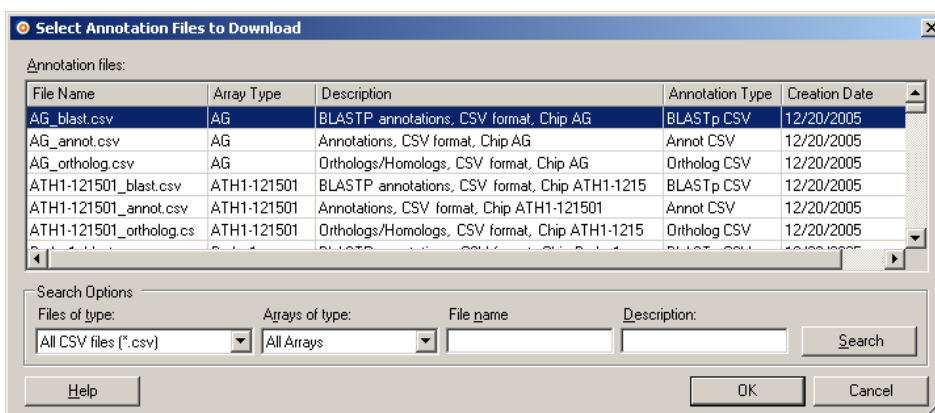 Select Annotation Files to Download
Annotation files:
File Name Array Type Description Annotation Type Creation Date
AG_blast.csv AG BLASTP annotations, CSV format, Chip AG BLASTp CSV 12/20/2005
AG_annot.csv AG Annotations, CSV format, Chip AG Annot CSV 12/20/2005
AG_ortholog.csv AG Orthologs/Homologs, CSV format, Chip AG Ortholog CSV 12/20/2005
ATH1-121501_blast.csv ATH1-121501 BLASTP annotations, CSV format, Chip ATH1-1215 BLASTp CSV 12/20/2005
ATH1-121501_annot.csv ATH1-121501 Annotations, CSV format, Chip ATH1-121501 Annot CSV 12/20/2005
ATH1-121501_ortholog.cs ATH1-121501 Orthologs/Homologs, CSV format, Chip ATH1-1215 Ortholog CSV 12/20/2005
Search Options
Files of type: Arrays of type: File name Description:
All CSV files (*.csv) All Arrays Search
Help OK Cancel